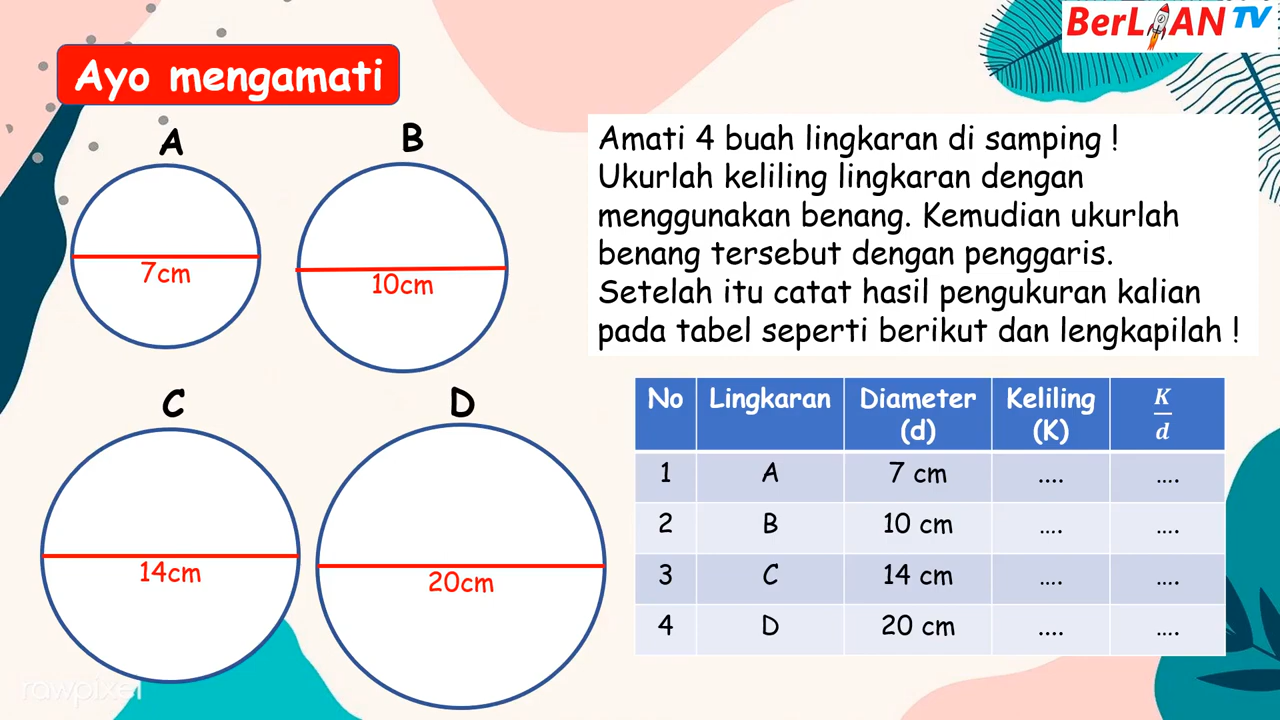 BerLIAN TV
Ayo mengamati
A
B
7cm
10cm
C
D
14cm
20cm
Amati 4 buah lingkaran di samping !
Ukurlah keliling lingkaran dengan
menggunakan benang. Kemudian ukurlah
benang tersebut dengan penggaris.
Setelah itu catat hasil pengukuran kalian
pada tabel seperti berikut dan lengkapilah !
No Lingkaran Diameter (d) Keliling (K) K/d
1 A 7 cm .... ....
2 B 10 cm .... ....
3 C 14 cm .... ....
4 D 20 cm .... ....
rawpixel